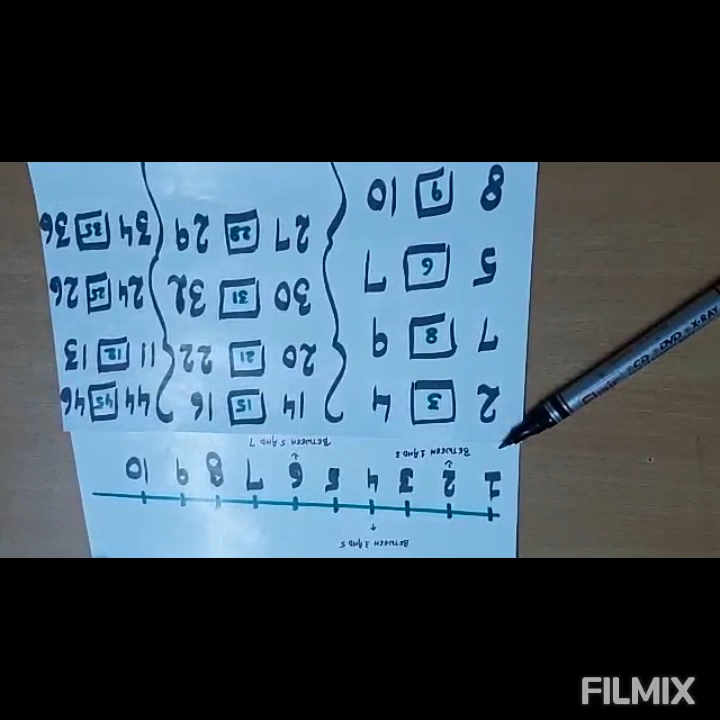 BETWEEN 3 AND 5
1 2 3 4 5 6 7 8 9 10
BETWEEN 1 AND 3 BETWEEN 5 AND 7
2 3 4 14 15 16 44 45 46
7 8 9 20 21 22 11 12 13
5 6 7 30 31 32 24 25 26
8 9 10 27 28 29 34 35 36
CD DVD X-RAY
FILMIX